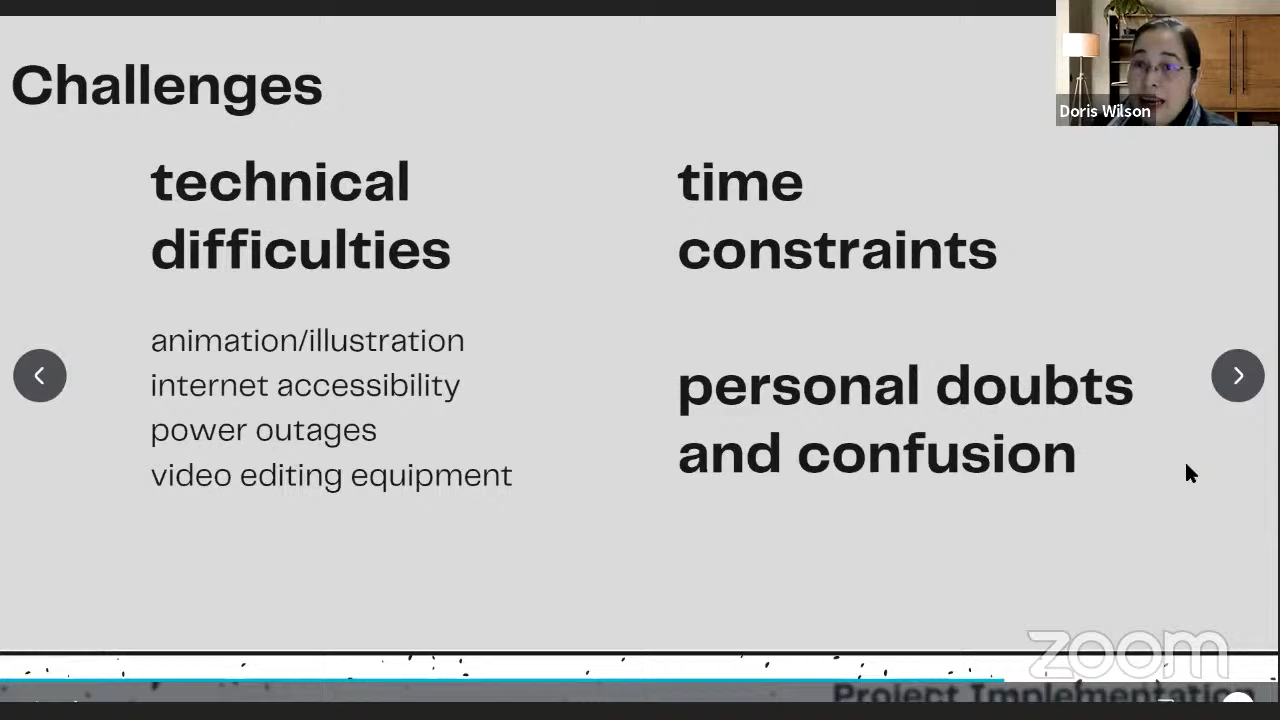 Challenges
Doris Wilson
technical
difficulties
animation/illustration
internet accessibility
power outages
video editing equipment
time
constraints
personal doubts
and confusion
zoom
Project Implementation